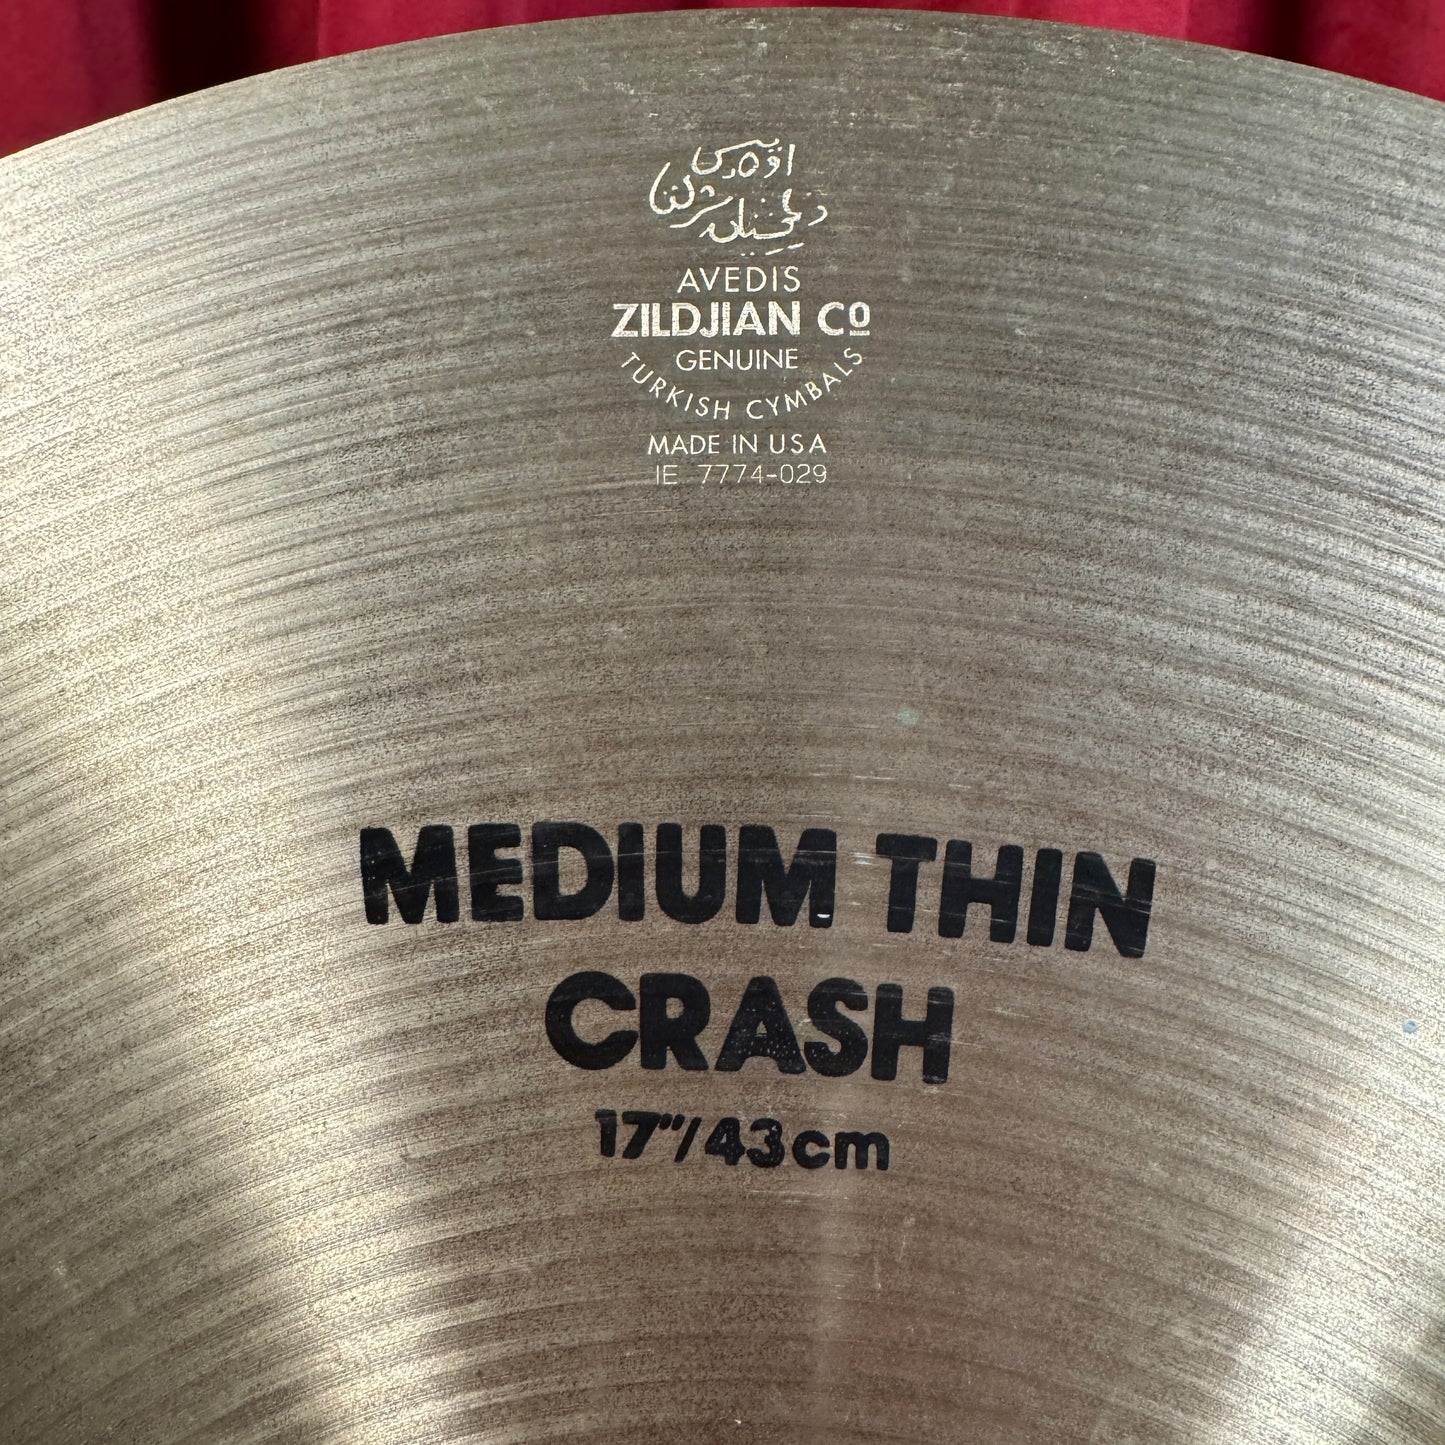 AVEDIS
ZILDJIAN Co
GENUINE
TURKISH CYMBALS
MADE IN USA
IE 7774-029
MEDIUM THIN
CRASH
17"/43cm